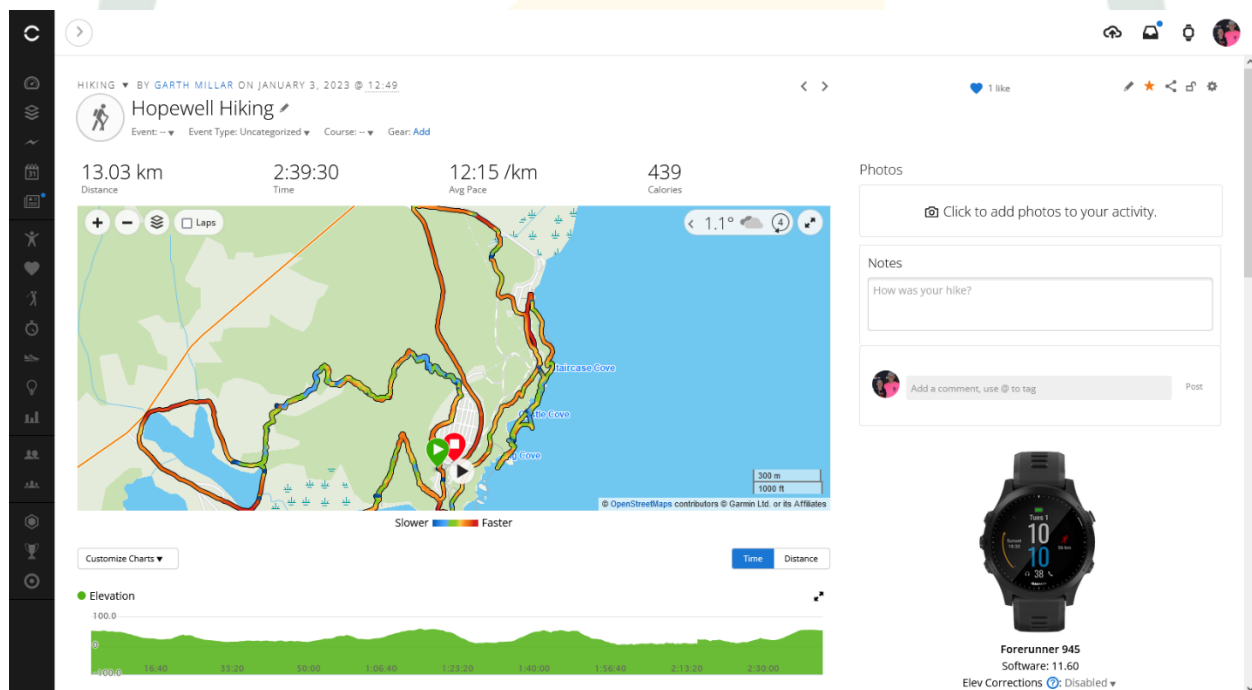 HIKING ▼ BY GARTH MILLAR ON JANUARY 3, 2023 @ 12:49
1 like
Hopewell Hiking
Event: -- ▼ Event Type: Uncategorized ▼ Course: -- ▼ Gear: Add
13.03 km
Distance
2:39:30
Time
12:15 /km
Avg Pace
439
Calories
Laps
1.1°
4
taircase Cove
stle Cove
g Cove
300 m
1000 ft
© OpenStreetMaps contributors © Garmin Ltd. or its Affiliates
Slower
Faster
Customize Charts ▼
Time
Distance
Elevation
100.0
0
-100.0
16:40
33:20
50:00
1:06:40
1:23:20
1:40:00
1:56:40
2:13:20
2:30:00
Photos
Click to add photos to your activity.
Notes
How was your hike?
Add a comment, use @ to tag
Post
Tues 1
10
10
38
Forerunner 945
Software: 11.60
Elev Corrections ?: Disabled ▼